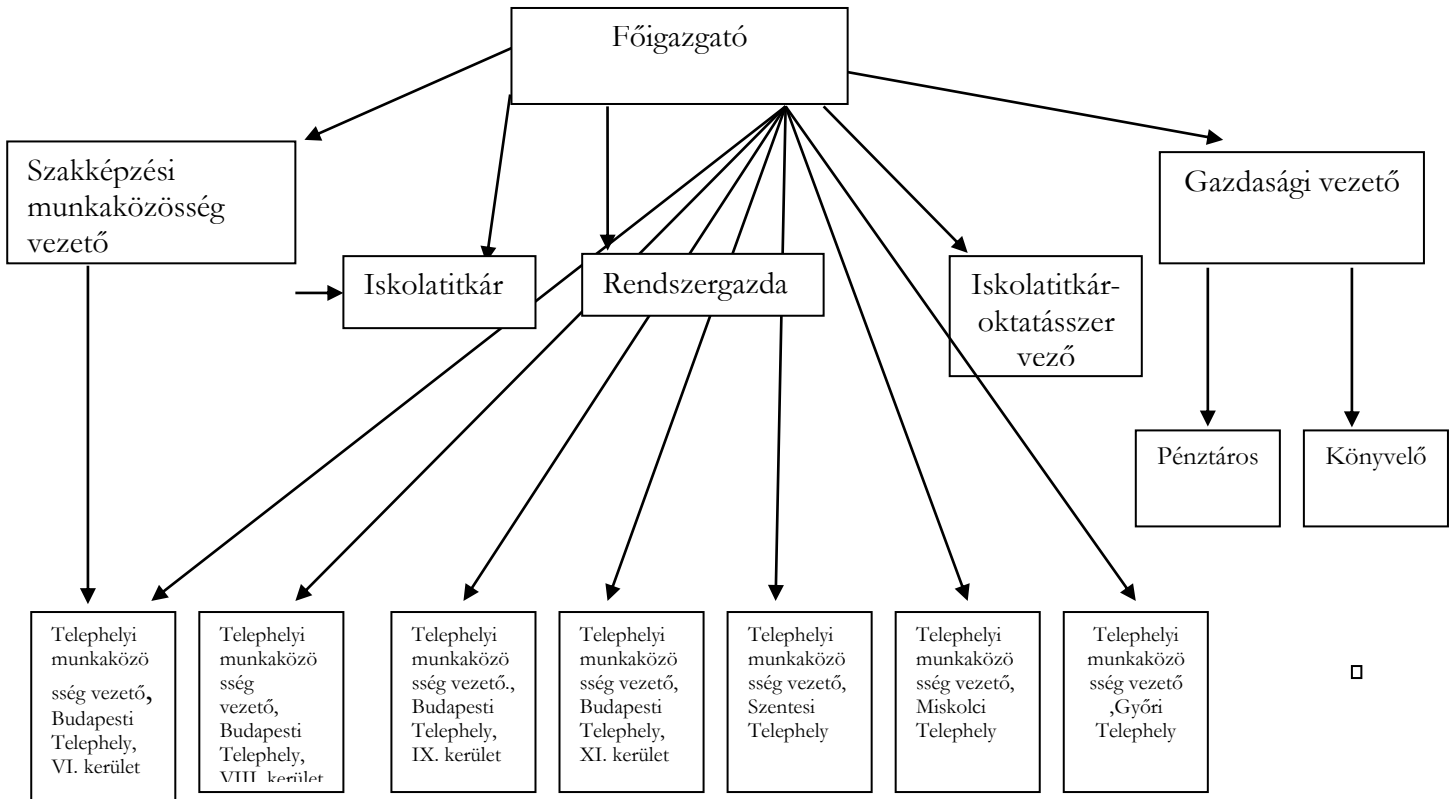 Főigazgató
Szakképzési
munkaközösség
vezető
Gazdasági vezető
Iskolatitkár
Rendszergazda
Iskolatitkár-
oktatásszer
vező
Pénztáros
Könyvelő
Telephelyi
munkaközö
sség vezető,
Budapesti
Telephely,
VI. kerület
Telephelyi
munkaközö
sség
vezető,
Budapesti
Telephely,
VIII. kerület
Telephelyi
munkaközö
sség vezető.,
Budapesti
Telephely,
IX. kerület
Telephelyi
munkaközö
sség vezető,
Budapesti
Telephely,
XI. kerület
Telephelyi
munkaközö
sség vezető,
Szentesi
Telephely
Telephelyi
munkaközö
sség vezető,
Miskolci
Telephely
Telephelyi
munkaközö
sség vezető
,Győri
Telephely